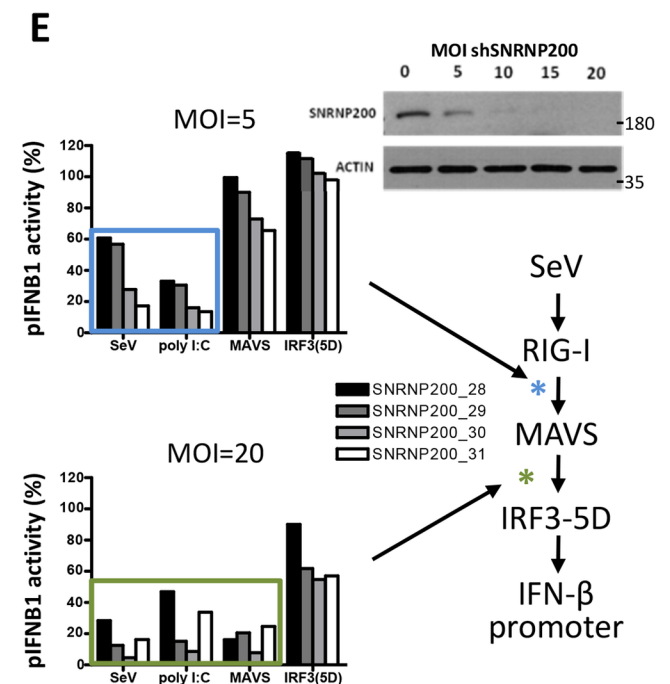 E
MOI shSNRNP200
0 5 10 15 20
SNRNP200
-180
ACTIN
-35
MOI=5
pIFNB1 activity (%)
120
100
80
60
40
20
0
SeV poly I:C MAVS IRF3(5D)
SNRNP200_28
SNRNP200_29
SNRNP200_30
SNRNP200_31
MOI=20
pIFNB1 activity (%)
120
100
80
60
40
20
0
SeV poly I:C MAVS IRF3(5D)
SeV
RIG-I
*
MAVS
*
IRF3-5D
IFN-β
promoter